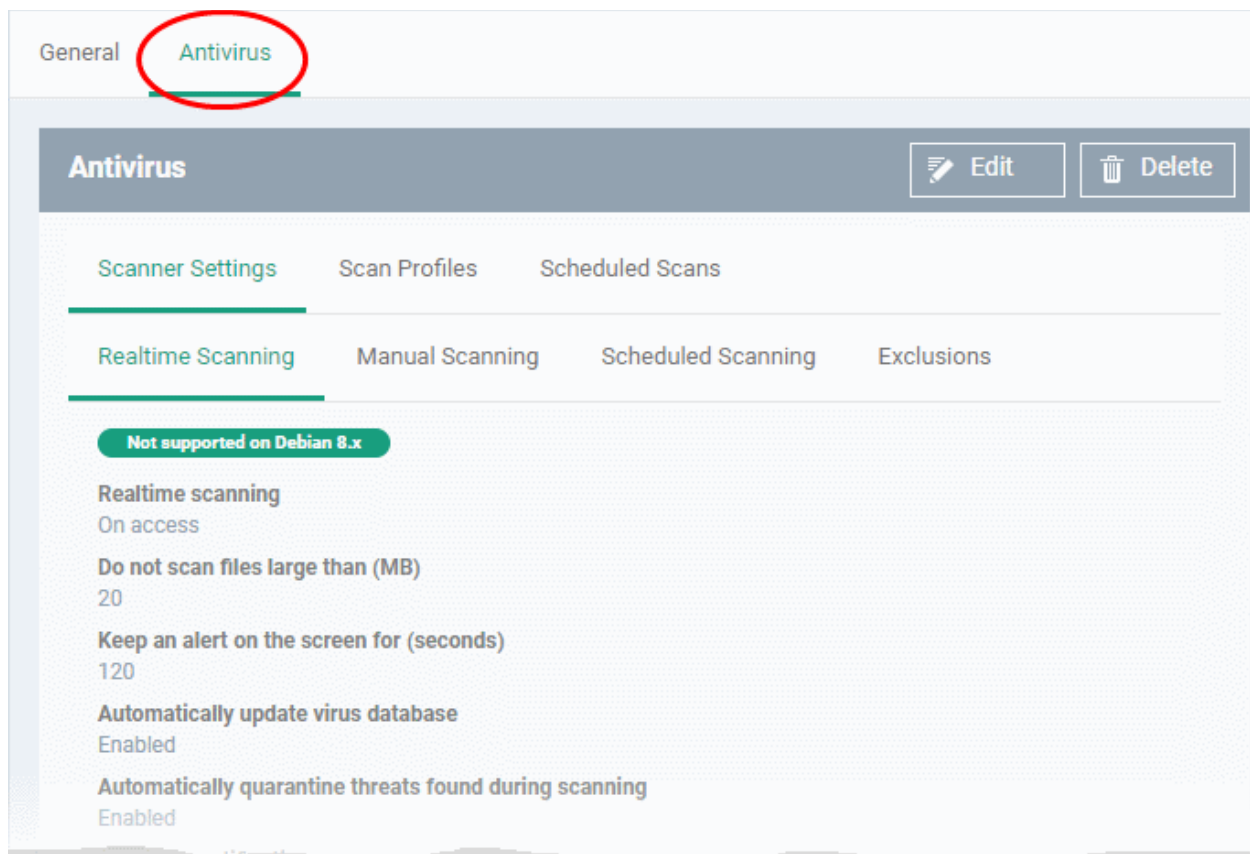 General Antivirus
Antivirus Edit Delete
Scanner Settings Scan Profiles Scheduled Scans
Realtime Scanning Manual Scanning Scheduled Scanning Exclusions
Not supported on Debian 8.x
Realtime scanning
On access
Do not scan files large than (MB)
20
Keep an alert on the screen for (seconds)
120
Automatically update virus database
Enabled
Automatically quarantine threats found during scanning
Enabled